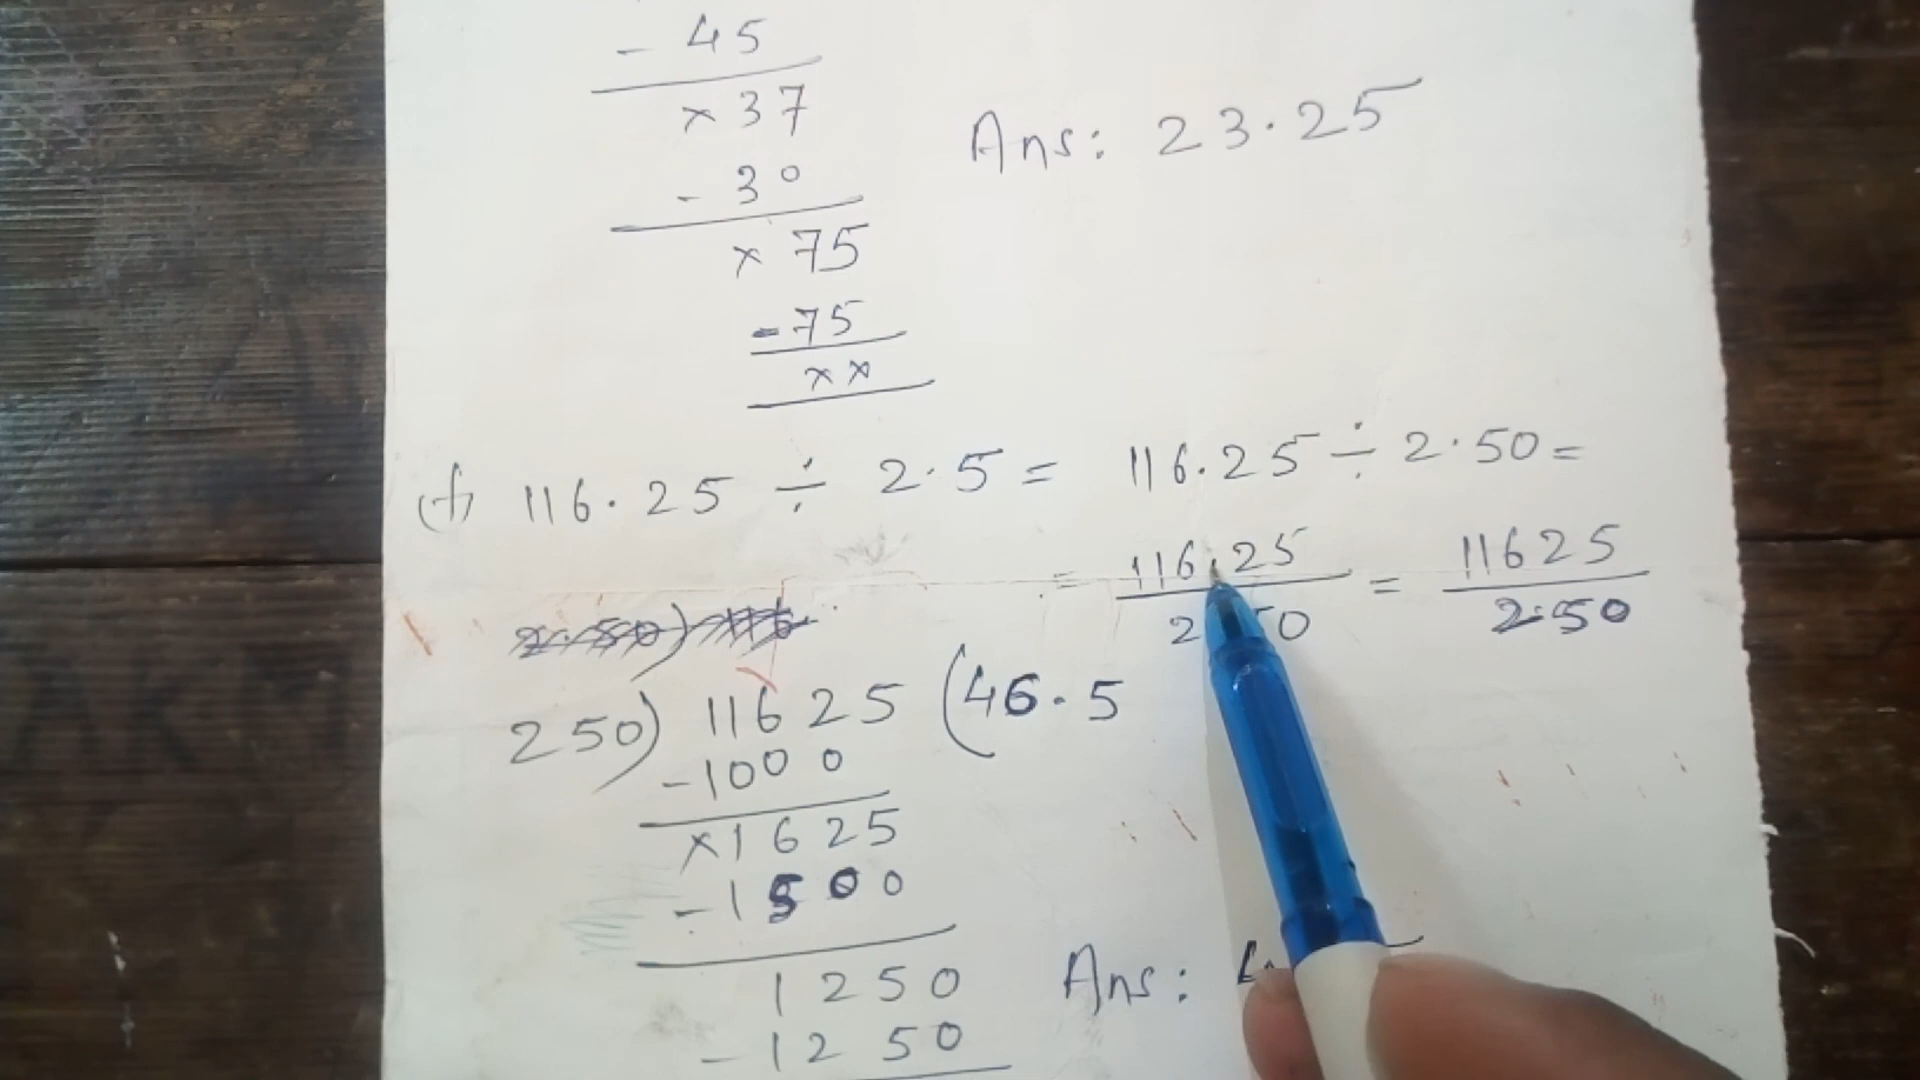 - 45
× 37
- 30
× 75
- 75
× ×
Ans: 23.25
(f) 116.25 ÷ 2.5 = 116.25 ÷ 2.50 =
= 116.25 / 2 50 = 11625 / 2.50
250) 11625 (46.5
- 1000
×1625
- 1500
1250
- 1250
Ans: